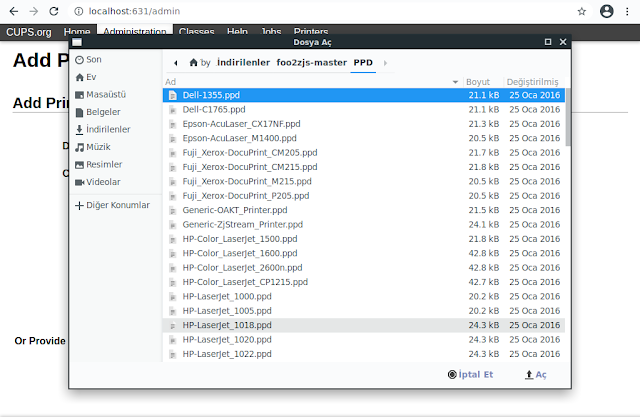 localhost:631/admin
CUPS.org Home Administration Classes Help Jobs Printers
Dosya Aç
Add P
Add Prin
D
C
Or Provide
Son
Ev
Masaüstü
Belgeler
İndirilenler
Müzik
Resimler
Videolar
Diğer Konumlar
by İndirilenler foo2zjs-master PPD
Ad Boyut Değiştirilmiş
Dell-1355.ppd 21.1 kB 25 Oca 2016
Dell-C1765.ppd 21.1 kB 25 Oca 2016
Epson-AcuLaser_CX17NF.ppd 21.3 kB 25 Oca 2016
Epson-AcuLaser_M1400.ppd 20.5 kB 25 Oca 2016
Fuji_Xerox-DocuPrint_CM205.ppd 21.7 kB 25 Oca 2016
Fuji_Xerox-DocuPrint_CM215.ppd 21.8 kB 25 Oca 2016
Fuji_Xerox-DocuPrint_M215.ppd 20.5 kB 25 Oca 2016
Fuji_Xerox-DocuPrint_P205.ppd 20.5 kB 25 Oca 2016
Generic-OAKT_Printer.ppd 21.5 kB 25 Oca 2016
Generic-ZjStream_Printer.ppd 24.1 kB 25 Oca 2016
HP-Color_LaserJet_1500.ppd 21.8 kB 25 Oca 2016
HP-Color_LaserJet_1600.ppd 42.8 kB 25 Oca 2016
HP-Color_LaserJet_2600n.ppd 42.8 kB 25 Oca 2016
HP-Color_LaserJet_CP1215.ppd 42.7 kB 25 Oca 2016
HP-LaserJet_1000.ppd 20.2 kB 25 Oca 2016
HP-LaserJet_1005.ppd 20.2 kB 25 Oca 2016
HP-LaserJet_1018.ppd 24.3 kB 25 Oca 2016
HP-LaserJet_1020.ppd 24.3 kB 25 Oca 2016
HP-LaserJet_1022.ppd 24.3 kB 25 Oca 2016
İptal Et Aç